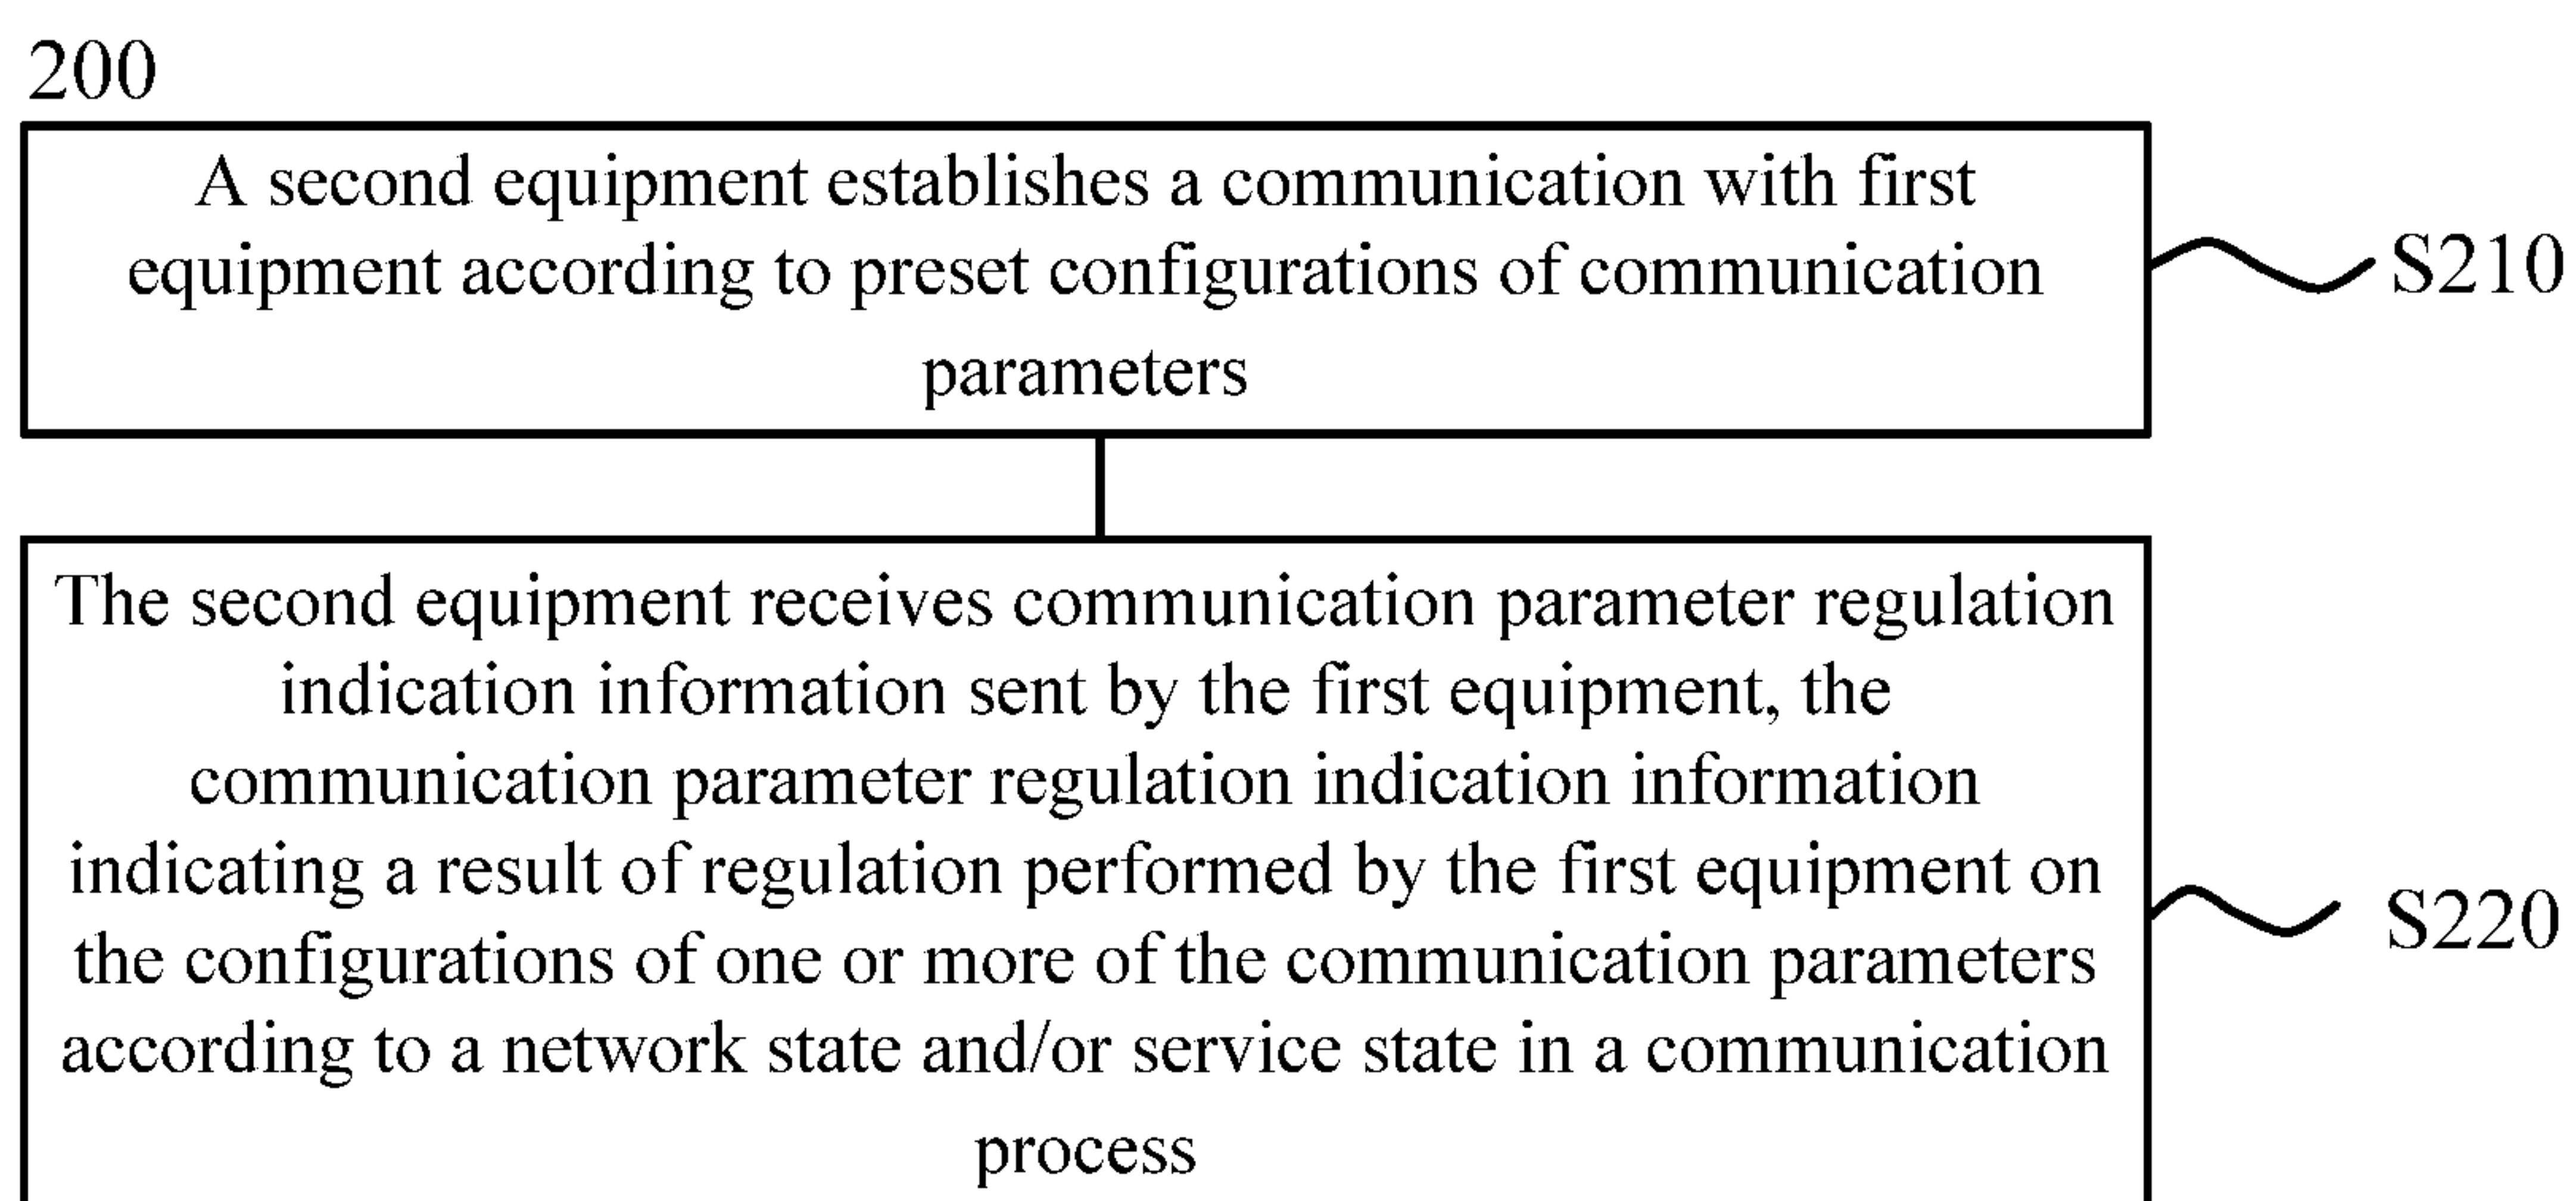 200
A second equipment establishes a communication with first
equipment according to preset configurations of communication
parameters
S210
The second equipment receives communication parameter regulation
indication information sent by the first equipment, the
communication parameter regulation indication information
indicating a result of regulation performed by the first equipment on
the configurations of one or more of the communication parameters
according to a network state and/or service state in a communication
process
S220